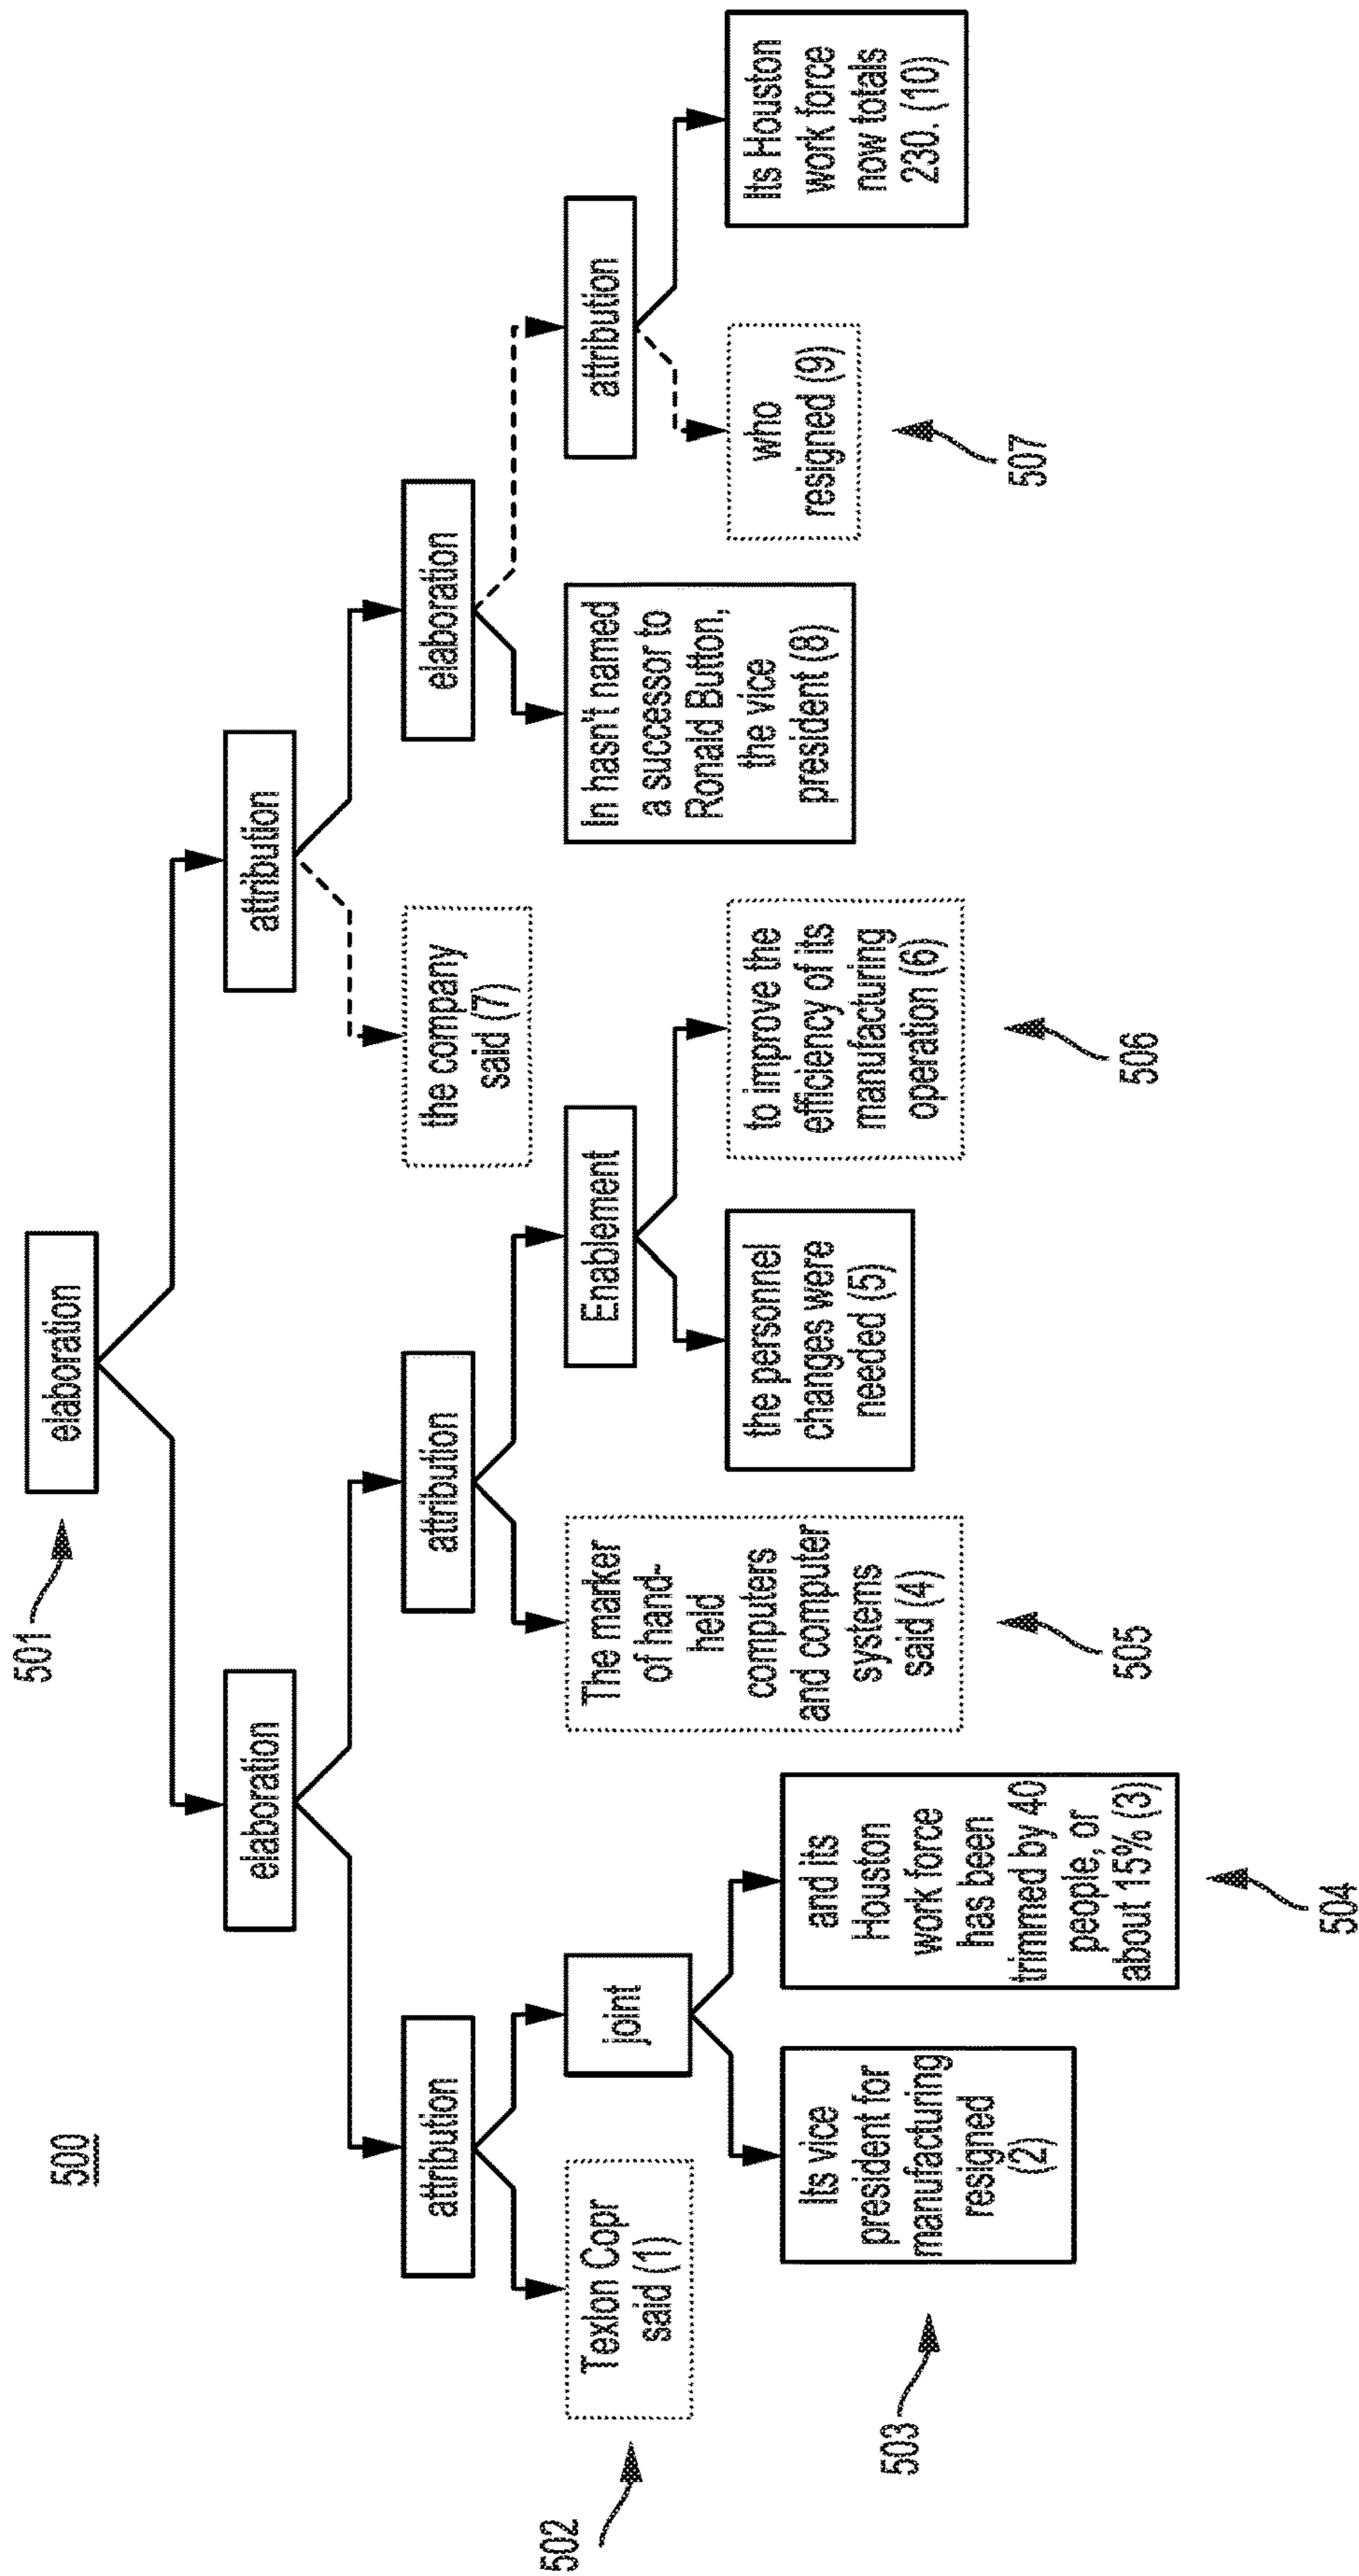 500
501
elaboration
elaboration
attribution
attribution
attribution
the company
said (7)
elaboration
502
Texlon Copr
said (1)
joint
The marker
of hand-
held
computers
and computer
systems
said (4)
Enablement
In hasn't named
a successor to
Ronald Button,
the vice
president (8)
attribution
503
Its vice
president for
manufacturing
resigned
(2)
and its
Houston
work force
has been
trimmed by 40
people, or
about 15% (3)
504
505
the personnel
changes were
needed (5)
to improve the
efficiency of its
manufacturing
operation (6)
506
who
resigned (9)
507
Its Houston
work force
now totals
230. (10)